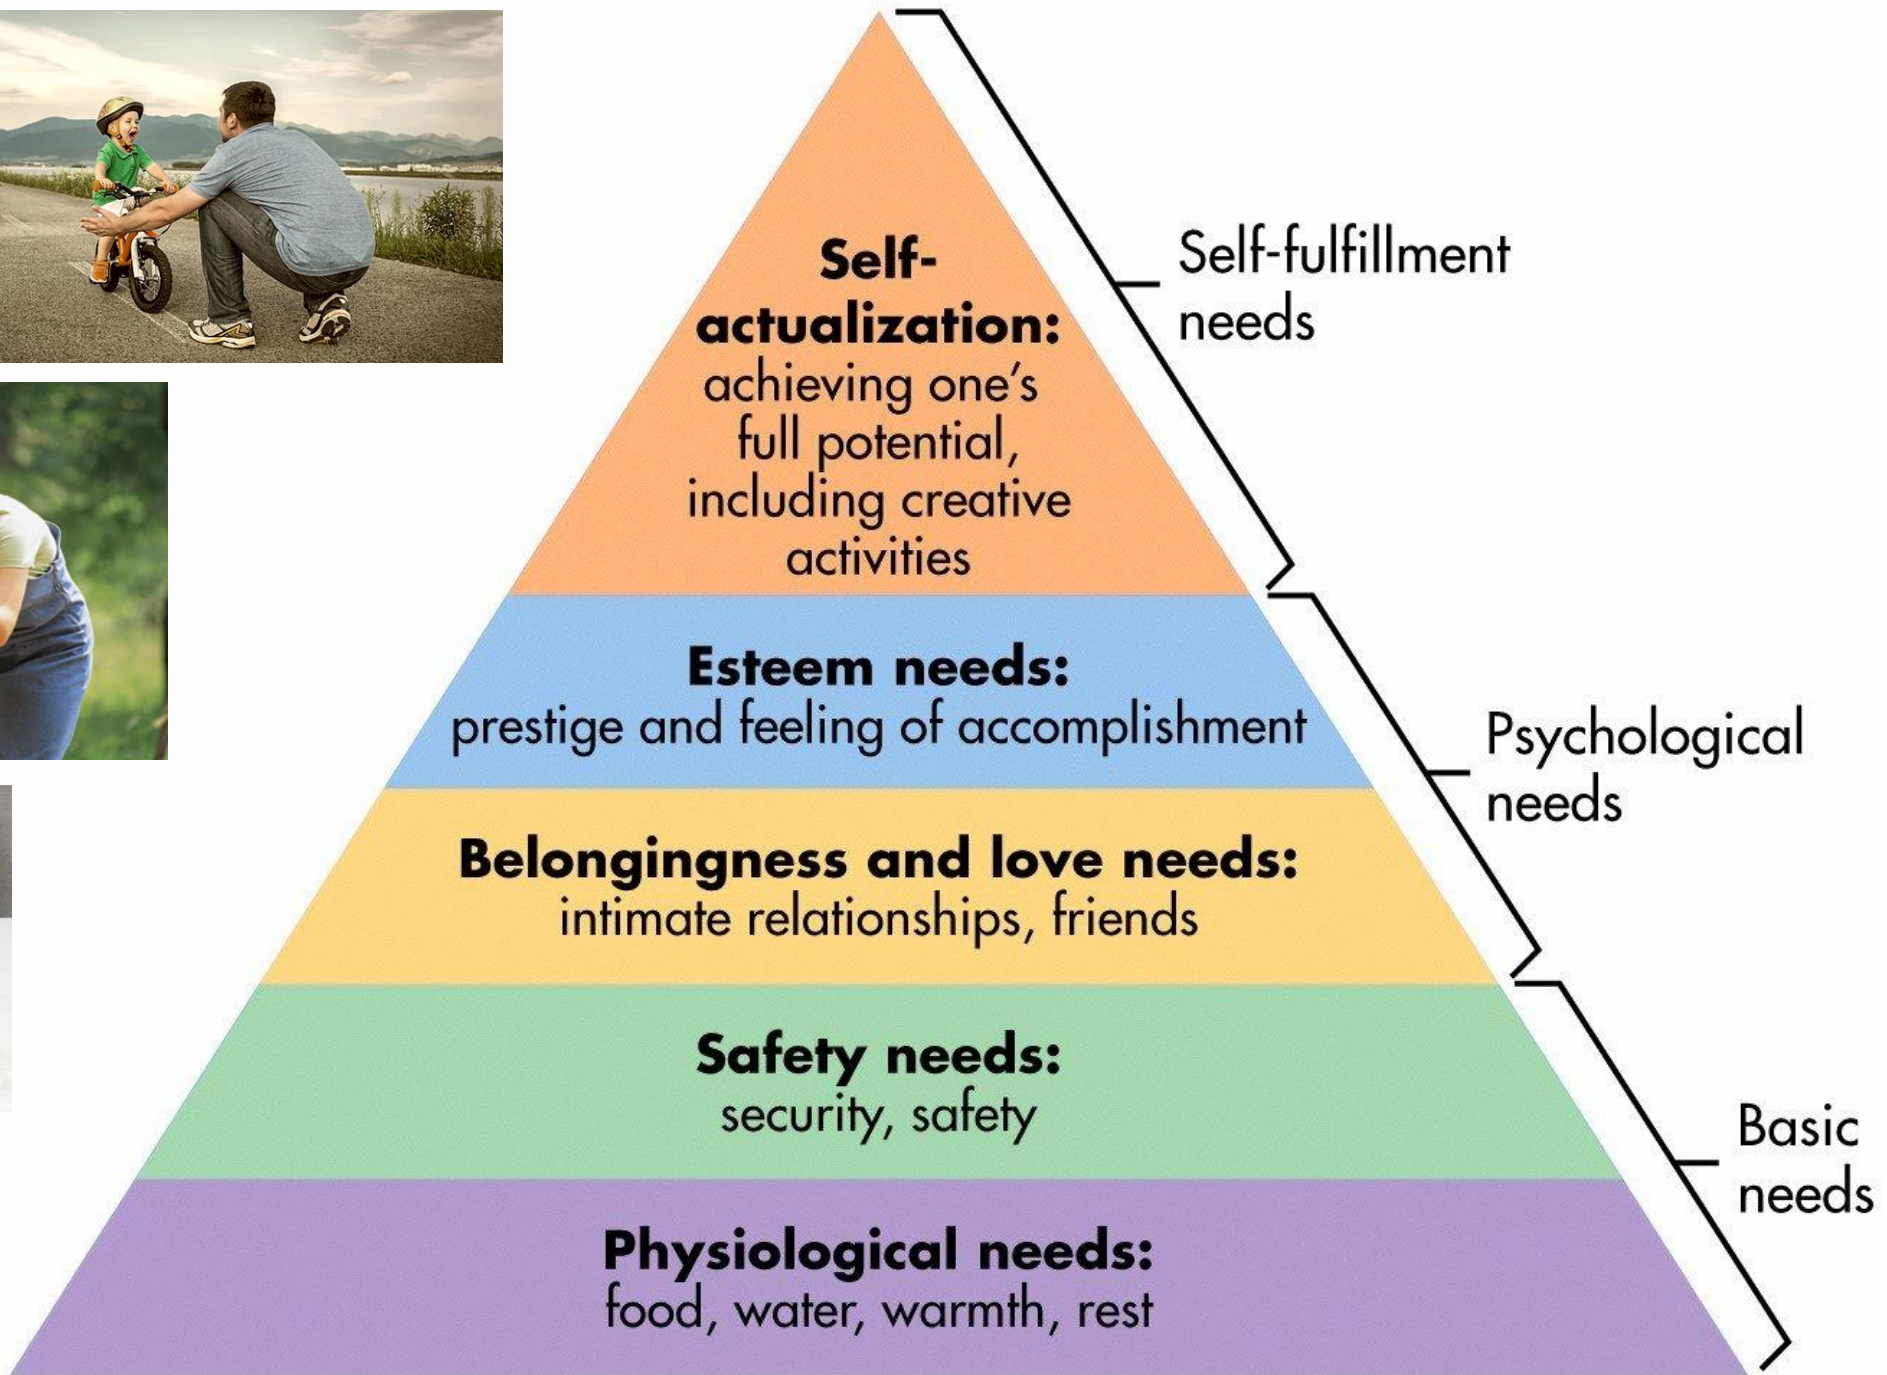 Self-
actualization:
achieving one's
full potential,
including creative
activities
Self-fulfillment
needs
Esteem needs:
prestige and feeling of accomplishment
Psychological
needs
Belongingness and love needs:
intimate relationships, friends
Safety needs:
security, safety
Basic
needs
Physiological needs:
food, water, warmth, rest